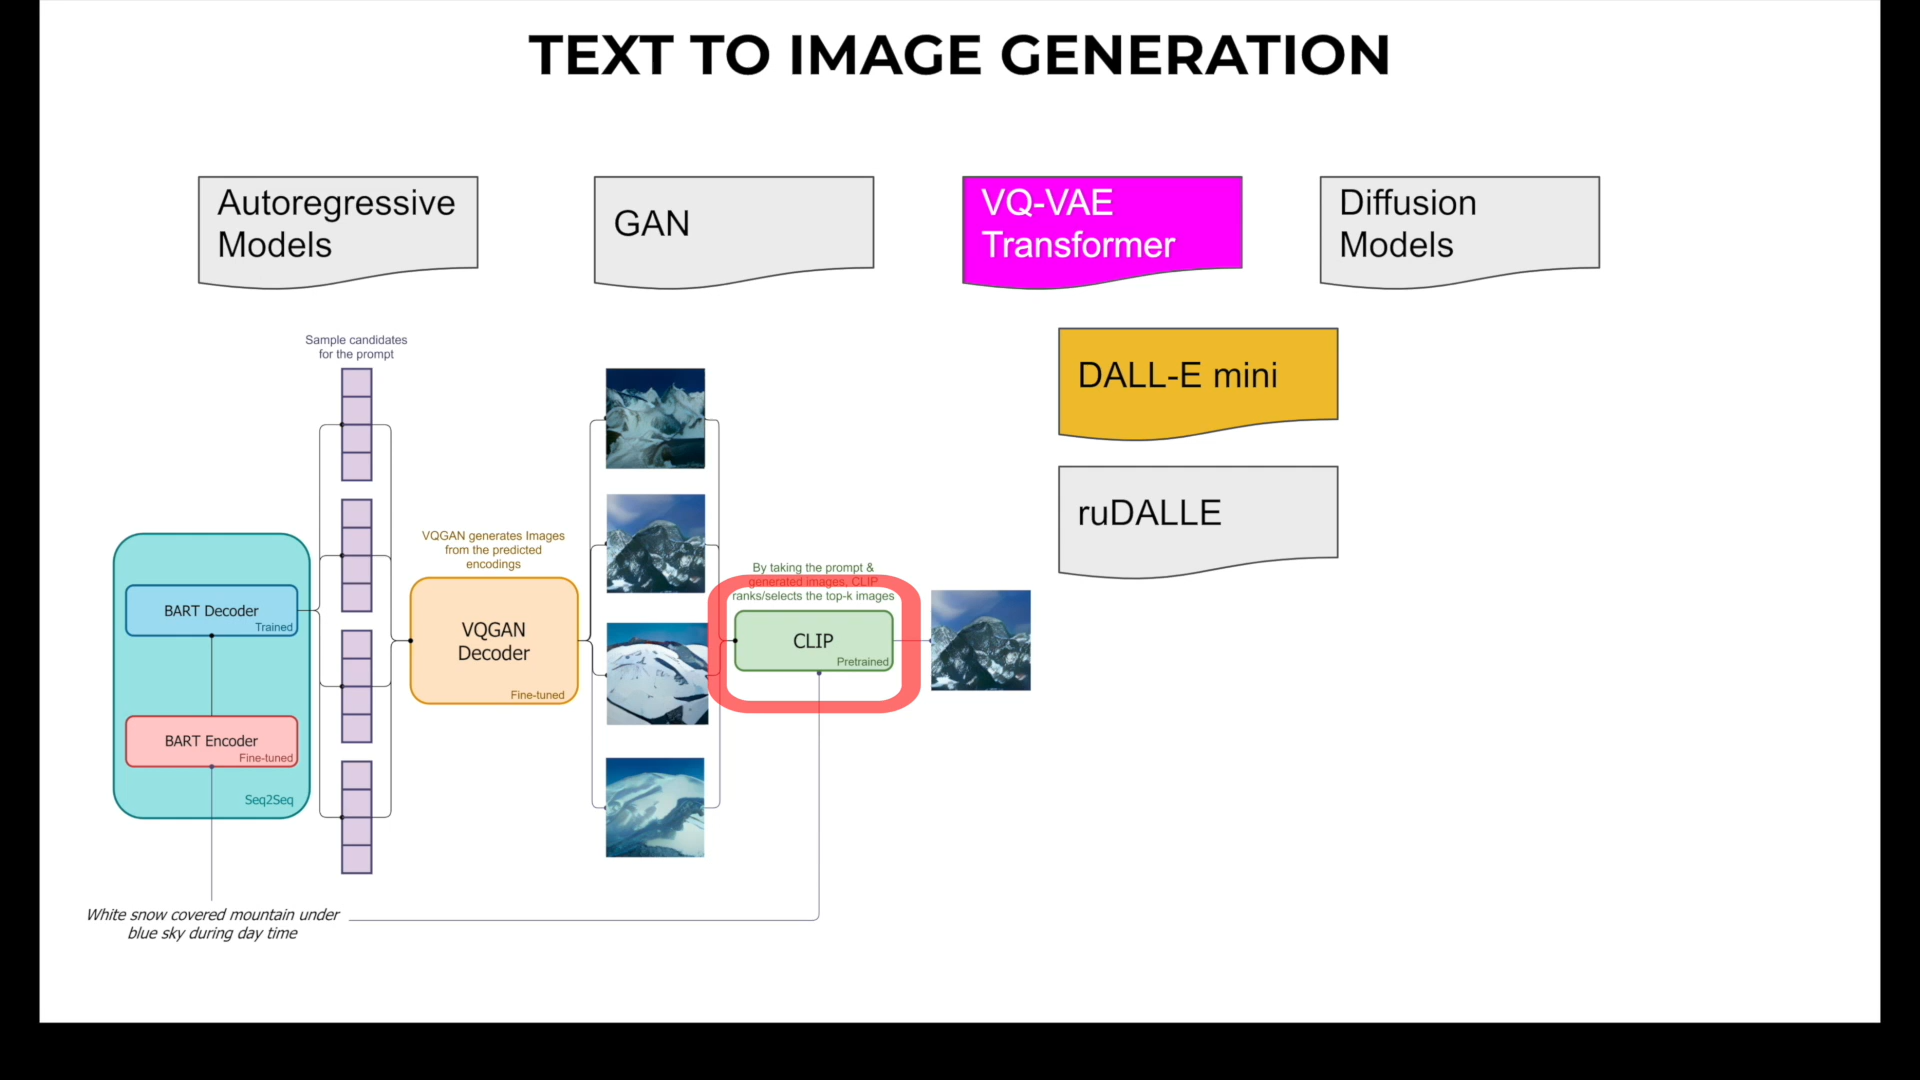 TEXT TO IMAGE GENERATION
Autoregressive
Models
GAN
VQ-VAE
Transformer
Diffusion
Models
DALL-E mini
ruDALLE
Sample candidates
for the prompt
VQGAN generates Images
from the predicted
encodings
By taking the prompt &
generated images, CLIP
ranks/selects the top-k images
BART Decoder
Trained
VQGAN
Decoder
Fine-tuned
CLIP
Pretrained
BART Encoder
Fine-tuned
Seq2Seq
White snow covered mountain under
blue sky during day time